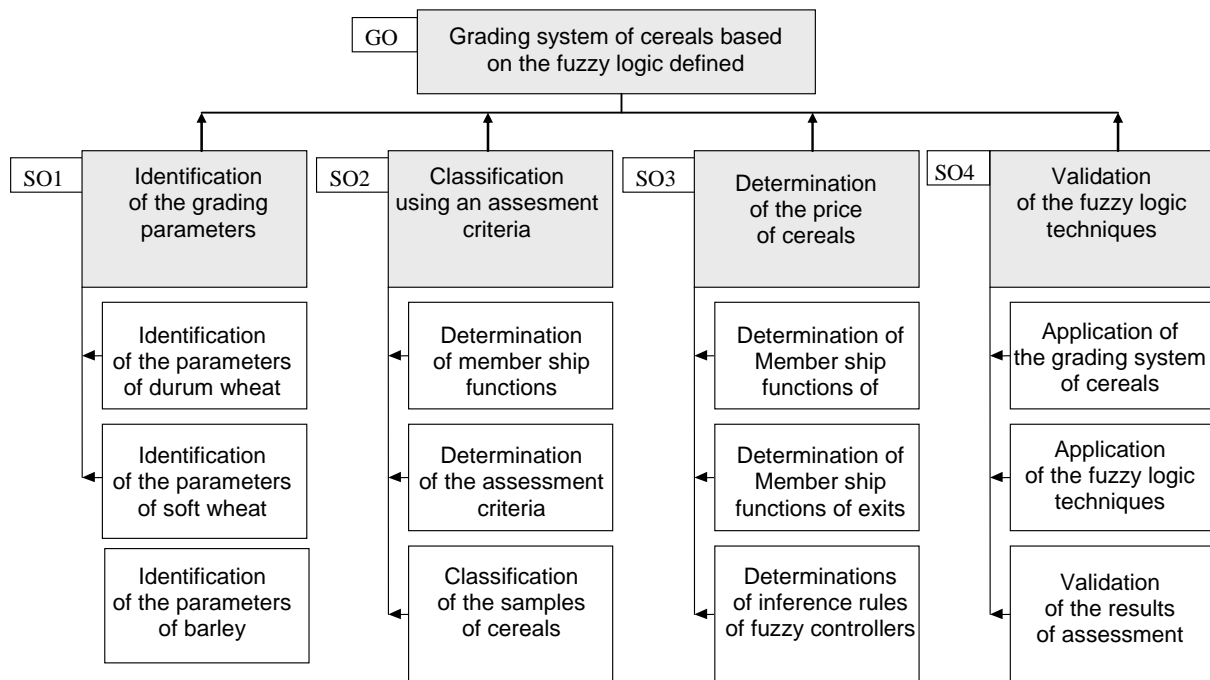 GO
Grading system of cereals based
on the fuzzy logic defined
SO1
Identification
of the grading
parameters
Identification
of the parameters
of durum wheat
Identification
of the parameters
of soft wheat
Identification
of the parameters
of barley
SO2
Classification
using an assesment
criteria
Determination
of member ship
functions
Determination
of the assessment
criteria
Classification
of the samples
of cereals
SO3
Determination
of the price
of cereals
Determination of
Member ship
functions of
Determination of
Member ship
functions of exits
Determinations
of inference rules
of fuzzy controllers
SO4
Validation
of the fuzzy logic
techniques
Application of
the grading system
of cereals
Application
of the fuzzy logic
techniques
Validation
of the results
of assessment